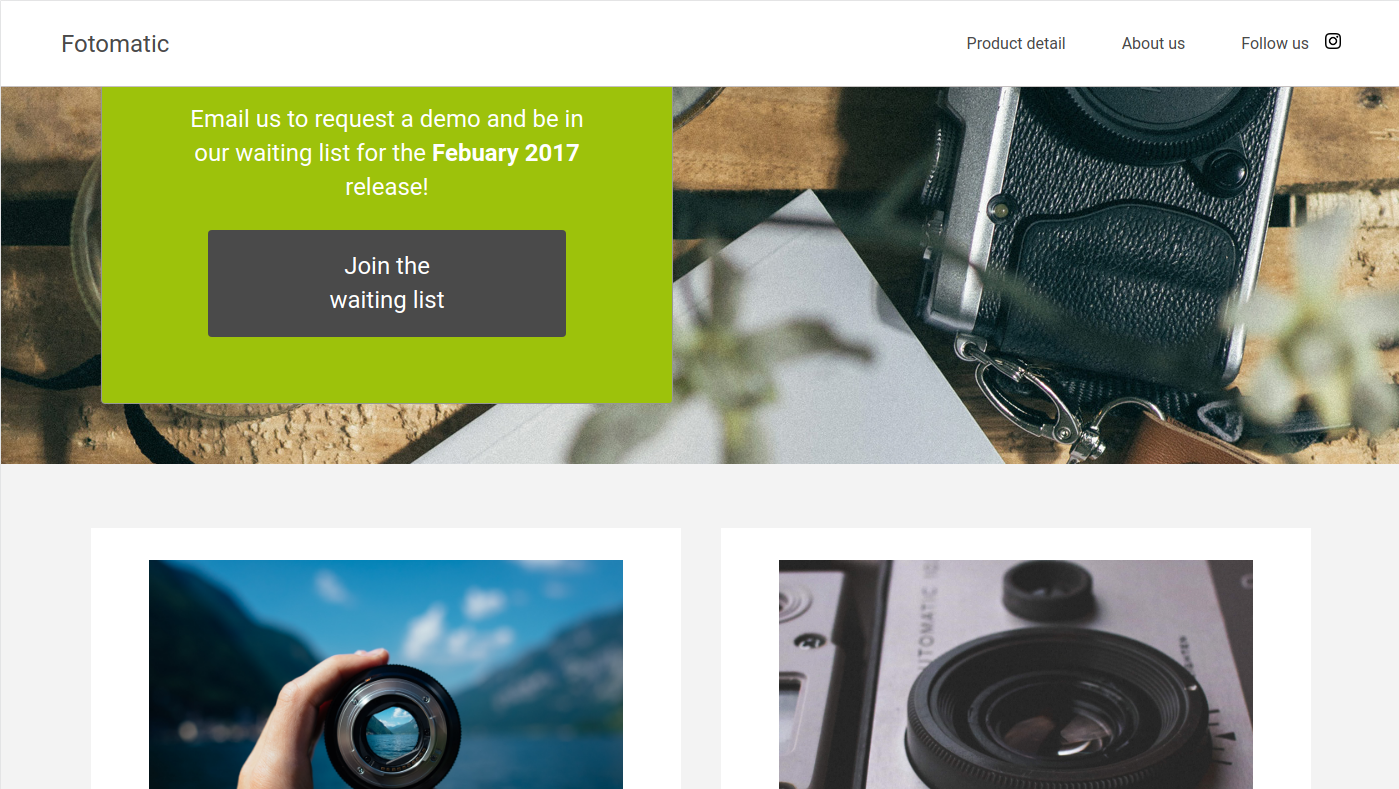 Fotomatic
Product detail
About us
Follow us
Email us to request a demo and be in
our waiting list for the Febuary 2017
release!
Join the
waiting list